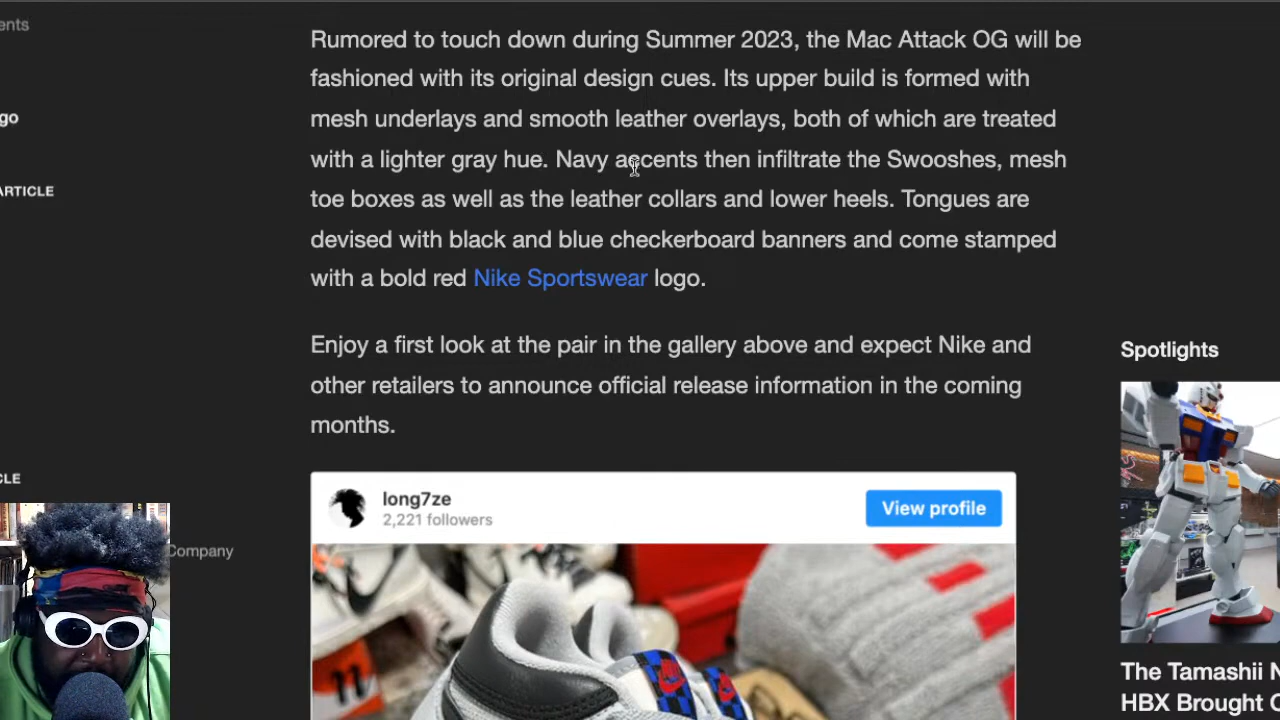 ents
go
ARTICLE
Rumored to touch down during Summer 2023, the Mac Attack OG will be
fashioned with its original design cues. Its upper build is formed with
mesh underlays and smooth leather overlays, both of which are treated
with a lighter gray hue. Navy accents then infiltrate the Swooshes, mesh
toe boxes as well as the leather collars and lower heels. Tongues are
devised with black and blue checkerboard banners and come stamped
with a bold red Nike Sportswear logo.
Enjoy a first look at the pair in the gallery above and expect Nike and
other retailers to announce official release information in the coming
months.
CLE
Company
long7ze
2,221 followers
View profile
Spotlights
The Tamashii N
HBX Brought C